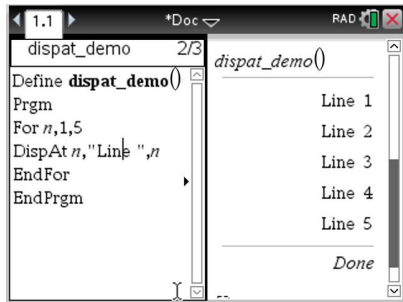 1.1 *Doc RAD
dispat_demo 2/3
Define dispat_demo()
Prgm
For n,1,5
DispAt n,"Line ",n
EndFor
EndPrgm
dispat_demo()
Line 1
Line 2
Line 3
Line 4
Line 5
Done